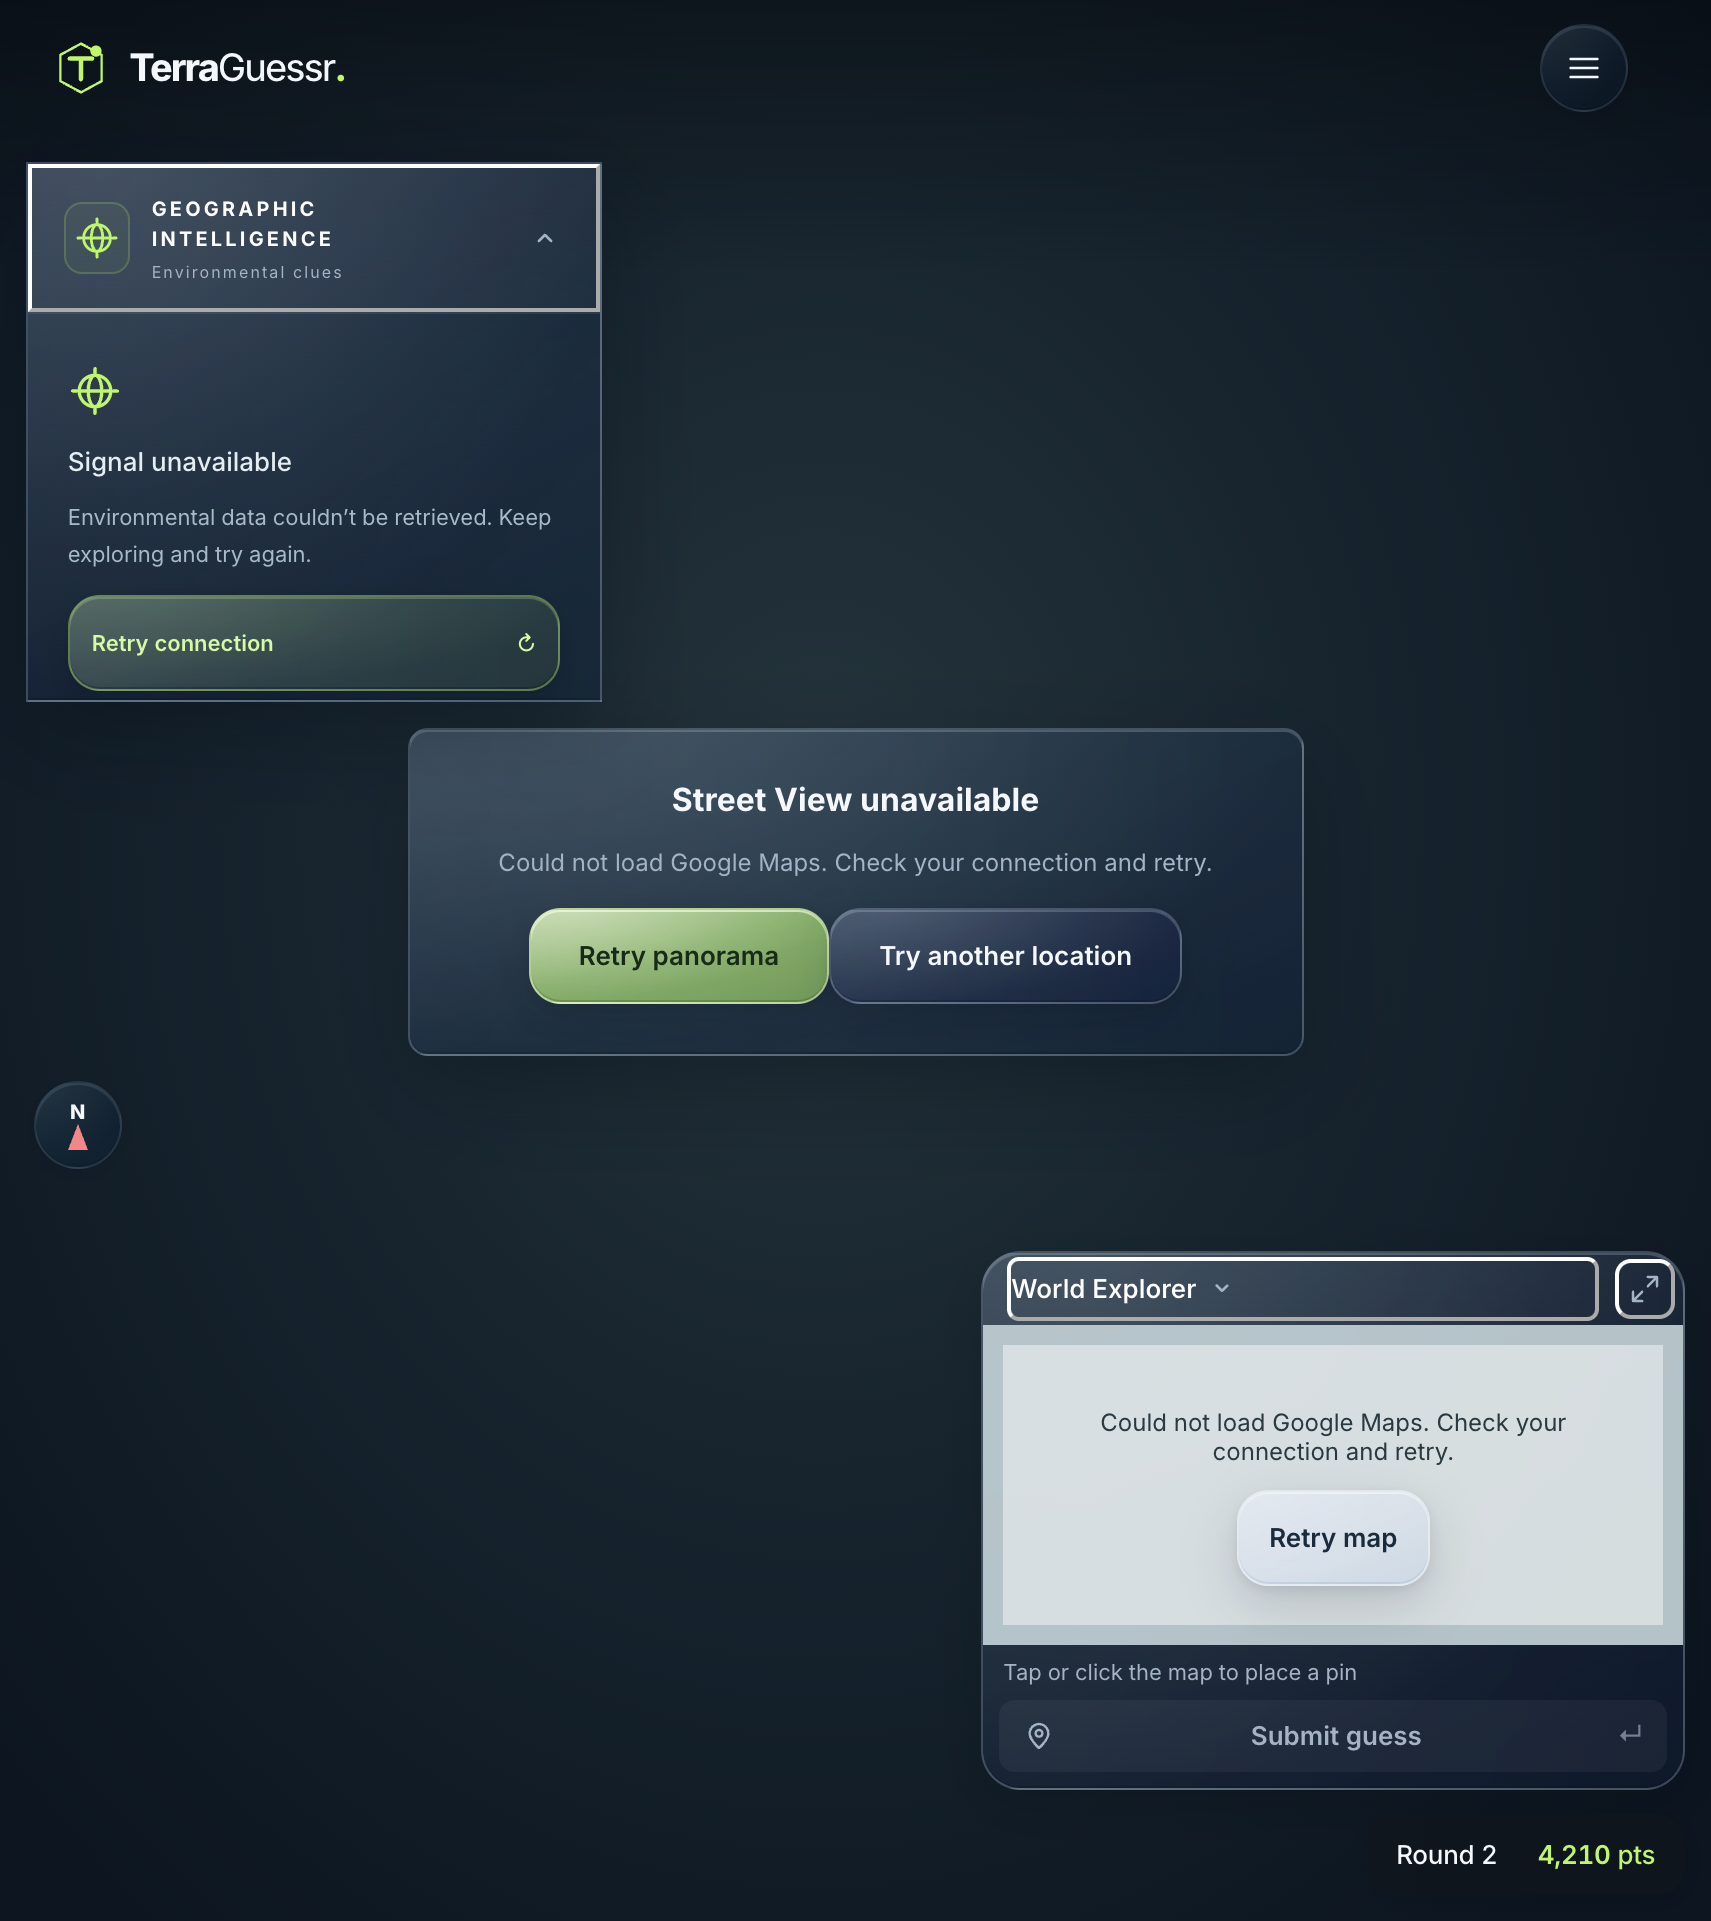 TerraGuessr.
GEOGRAPHIC
INTELLIGENCE
Environmental clues
Signal unavailable
Environmental data couldn’t be retrieved. Keep
exploring and try again.
Retry connection
Street View unavailable
Could not load Google Maps. Check your connection and retry.
Retry panorama
Try another location
N
World Explorer
Could not load Google Maps. Check your
connection and retry.
Retry map
Tap or click the map to place a pin
Submit guess
Round 2 4,210 pts